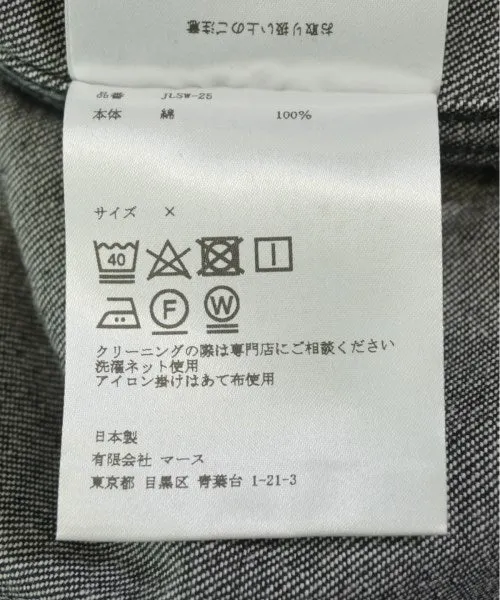 お取り扱い上のご注意
品番 JLSW-25
本体 綿 100%
サイズ ×
40
F W
クリーニングの際は専門店にご相談ください
洗濯ネット使用
アイロン掛けはあて布使用
日本製
有限会社 マース
東京都 目黒区 青葉台 1-21-3